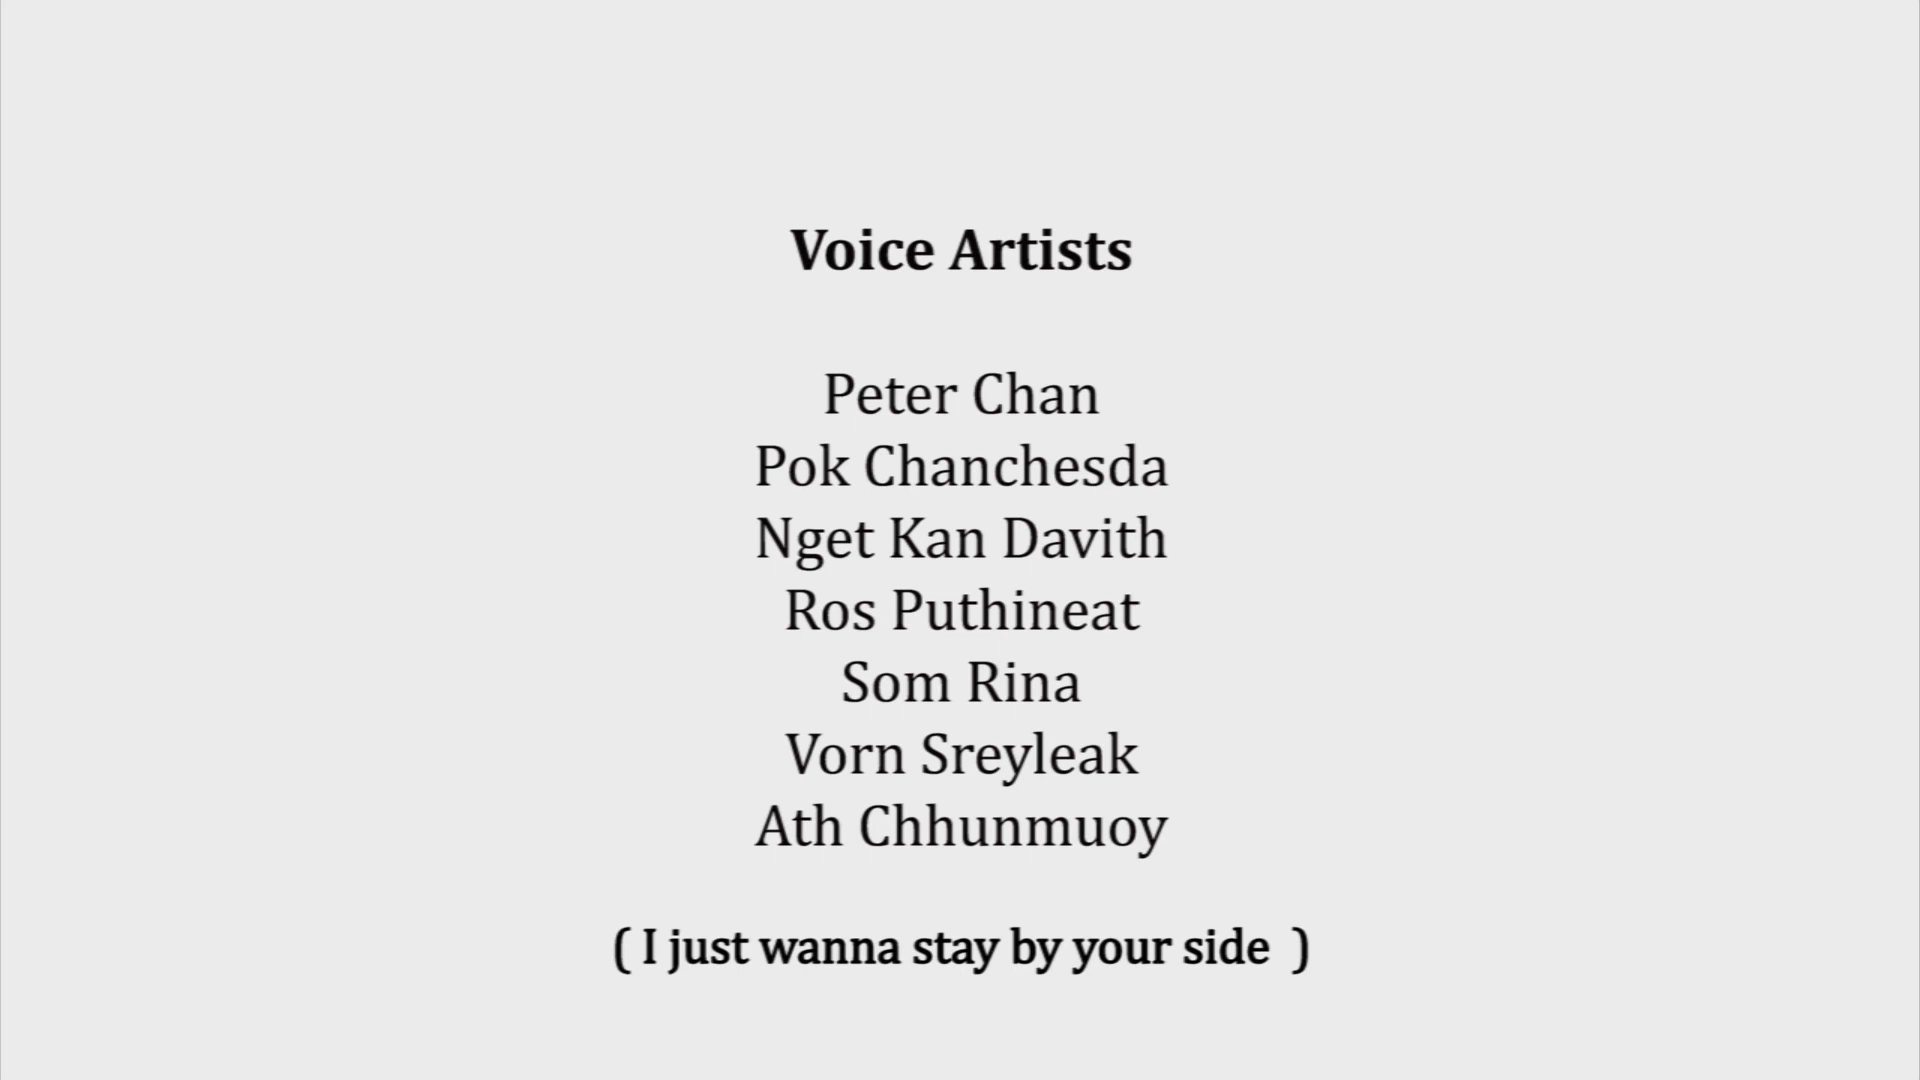 Voice Artists
Peter Chan
Pok Chanchesda
Nget Kan Davith
Ros Puthineat
Som Rina
Vorn Sreyleak
Ath Chhunmuoy
( I just wanna stay by your side )